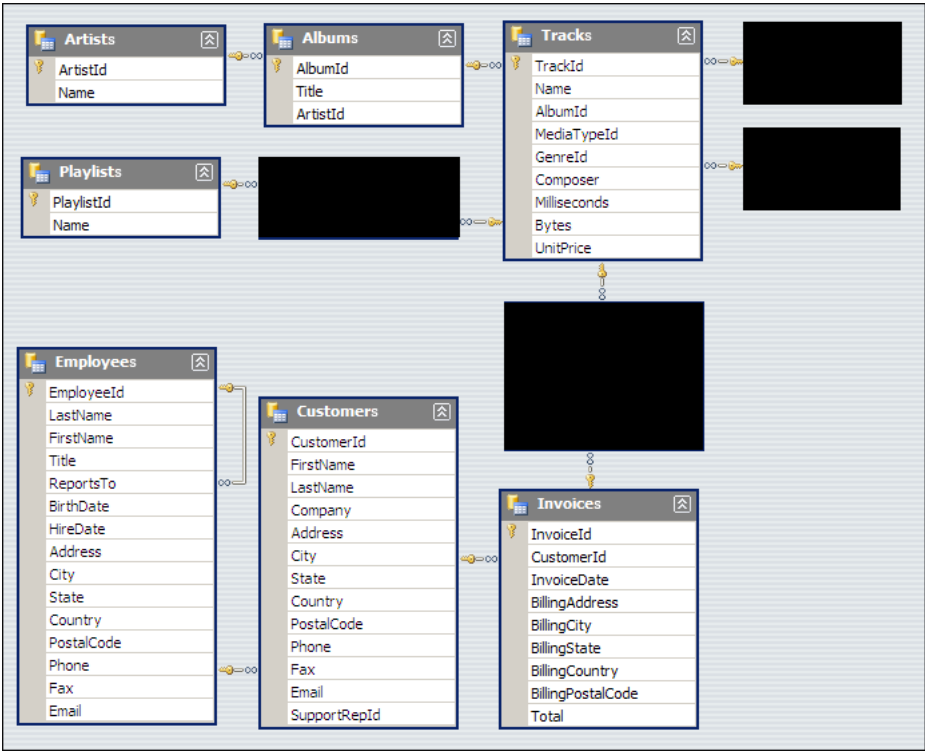 Artists
ArtistId
Name
Albums
AlbumId
Title
ArtistId
Tracks
TrackId
Name
AlbumId
MediaTypeId
GenreId
Composer
Milliseconds
Bytes
UnitPrice
Playlists
PlaylistId
Name
Employees
EmployeeId
LastName
FirstName
Title
ReportsTo
BirthDate
HireDate
Address
City
State
Country
PostalCode
Phone
Fax
Email
Customers
CustomerId
FirstName
LastName
Company
Address
City
State
Country
PostalCode
Phone
Fax
Email
SupportRepId
Invoices
InvoiceId
CustomerId
InvoiceDate
BillingAddress
BillingCity
BillingState
BillingCountry
BillingPostalCode
Total